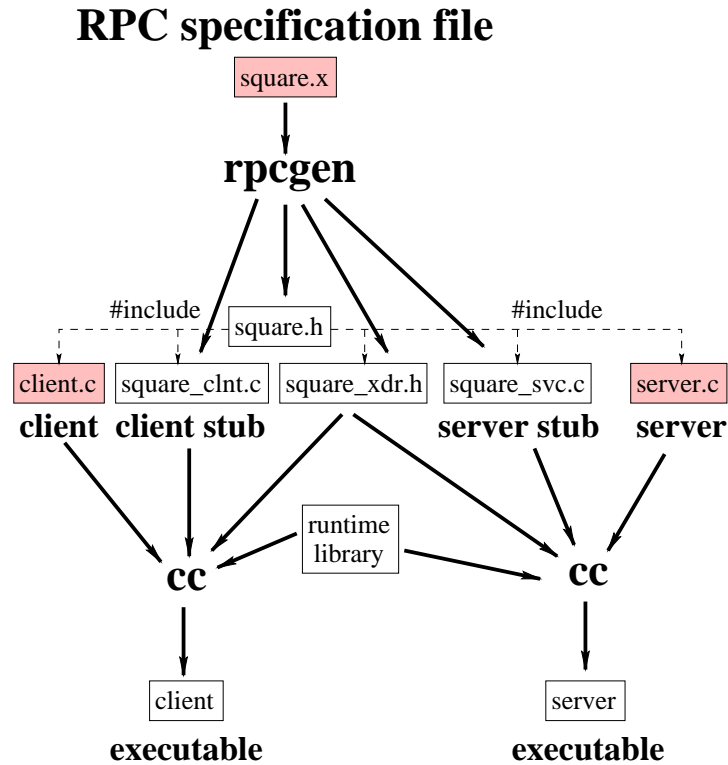 RPC specification file
square.x
rpcgen
#include
#include
square.h
client.c
square_clnt.c
square_xdr.h
square_svc.c
server.c
client
client stub
server stub
server
runtime
library
cc
cc
client
server
executable
executable